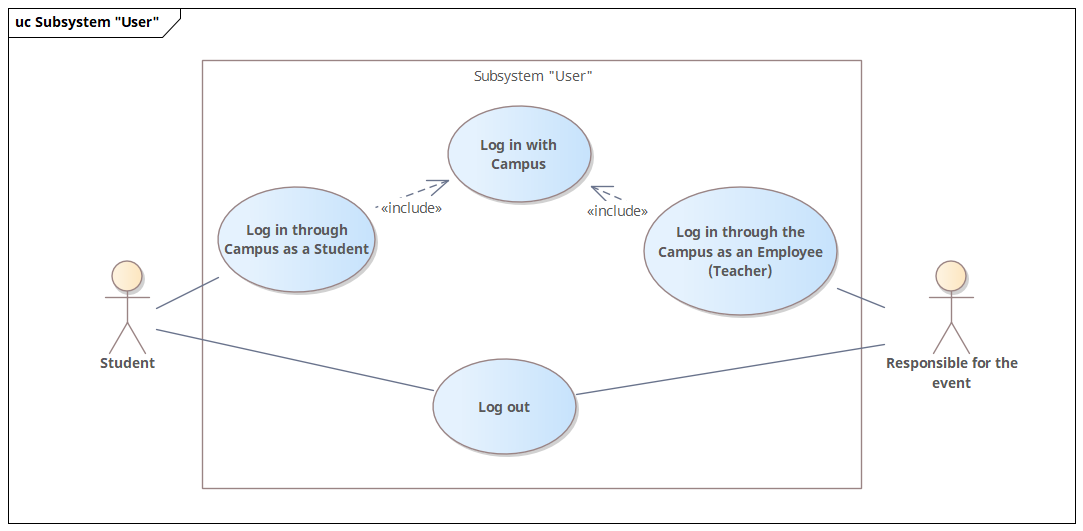 uc Subsystem "User"
Subsystem "User"
Log in with
Campus
«include»
«include»
Log in through
Campus as a Student
Log in through the
Campus as an Employee
(Teacher)
Student
Responsible for the
event
Log out